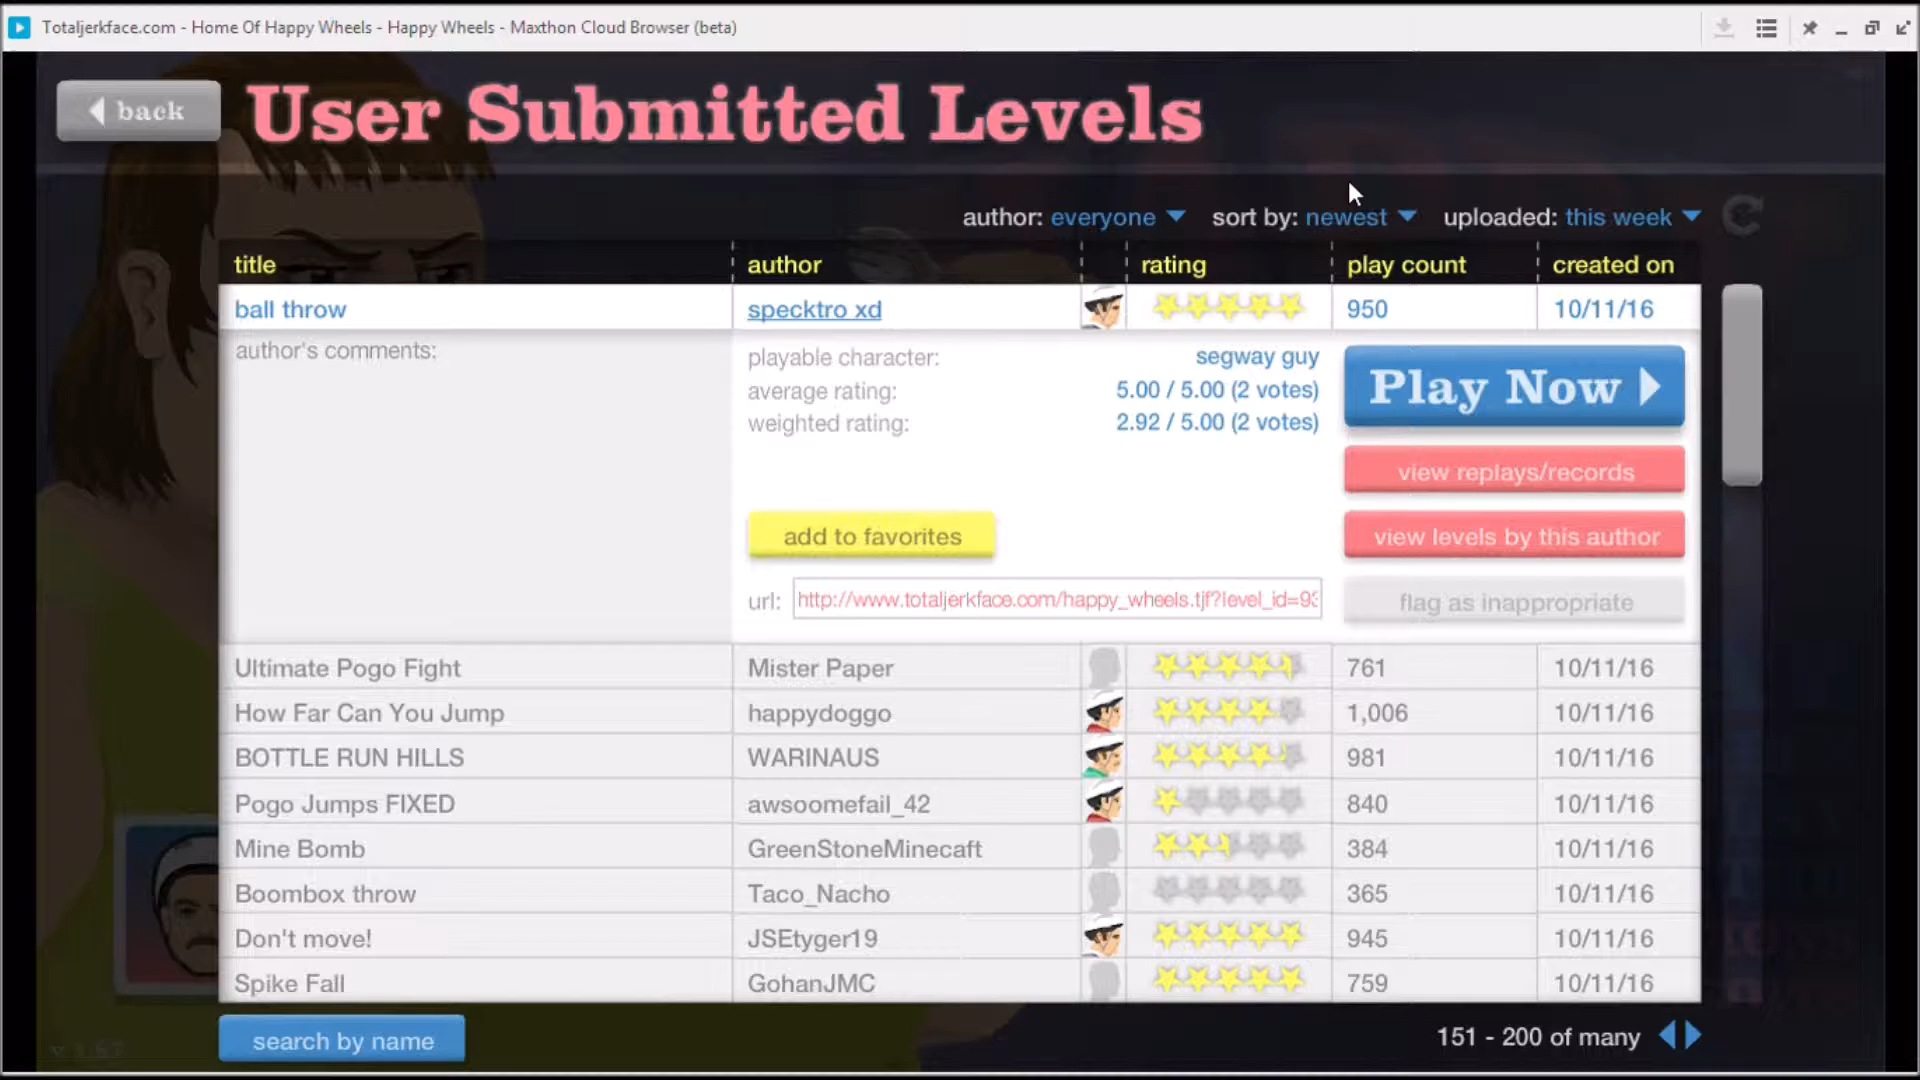 Totaljerkface.com - Home Of Happy Wheels - Happy Wheels - Maxthon Cloud Browser (beta)
back
User Submitted Levels
author: everyone sort by: newest uploaded: this week
title author rating play count created on
ball throw specktro xd 950 10/11/16
author's comments:
playable character: segway guy
average rating: 5.00 / 5.00 (2 votes)
weighted rating: 2.92 / 5.00 (2 votes)
Play Now
view replays/records
add to favorites
view levels by this author
url: http://www.totaljerkface.com/happy_wheels.tjf?level_id=93
flag as inappropriate
Ultimate Pogo Fight Mister Paper 761 10/11/16
How Far Can You Jump happydoggo 1,006 10/11/16
BOTTLE RUN HILLS WARINAUS 981 10/11/16
Pogo Jumps FIXED awsoomefail_42 840 10/11/16
Mine Bomb GreenStoneMinecaft 384 10/11/16
Boombox throw Taco_Nacho 365 10/11/16
Don't move! JSEtyger19 945 10/11/16
Spike Fall GohanJMC 759 10/11/16
search by name
151 - 200 of many